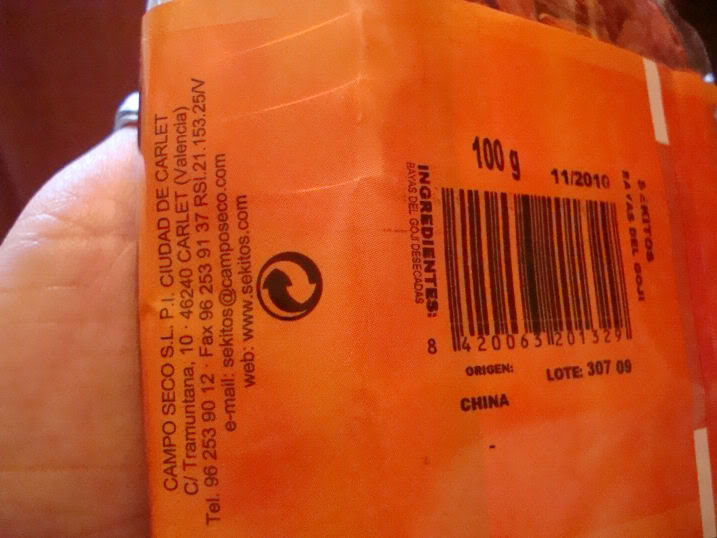 CAMPO SECO S.L. P.I. CIUDAD DE CARLET
C/ Tramuntana, 10 · 46240 CARLET (Valencia)
Tel. 96 253 90 12 · Fax 96 253 91 37 RSI.21.153.25/V
e-mail: sekitos@camposeco.com
web: www.sekitos.com
INGREDIENTES:
BAYAS DEL GOJI DESECADAS
SEKITOS
BAYAS DEL GOJI
100 g
11/2010
8 420063 201329
ORIGEN:
CHINA
LOTE: 307 09